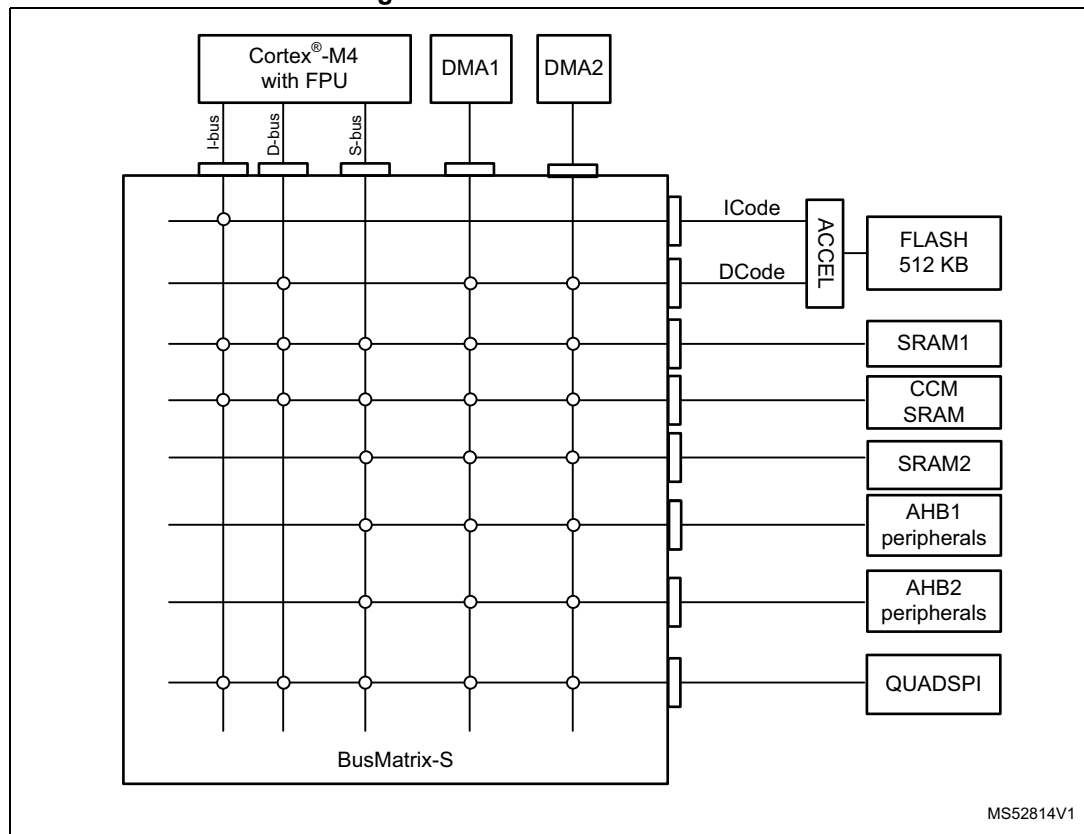 Cortex®-M4
with FPU
DMA1
DMA2
I-bus
D-bus
S-bus
ICode
DCode
ACCEL
FLASH
512 KB
SRAM1
CCM
SRAM
SRAM2
AHB1
peripherals
AHB2
peripherals
QUADSPI
BusMatrix-S
MS52814V1